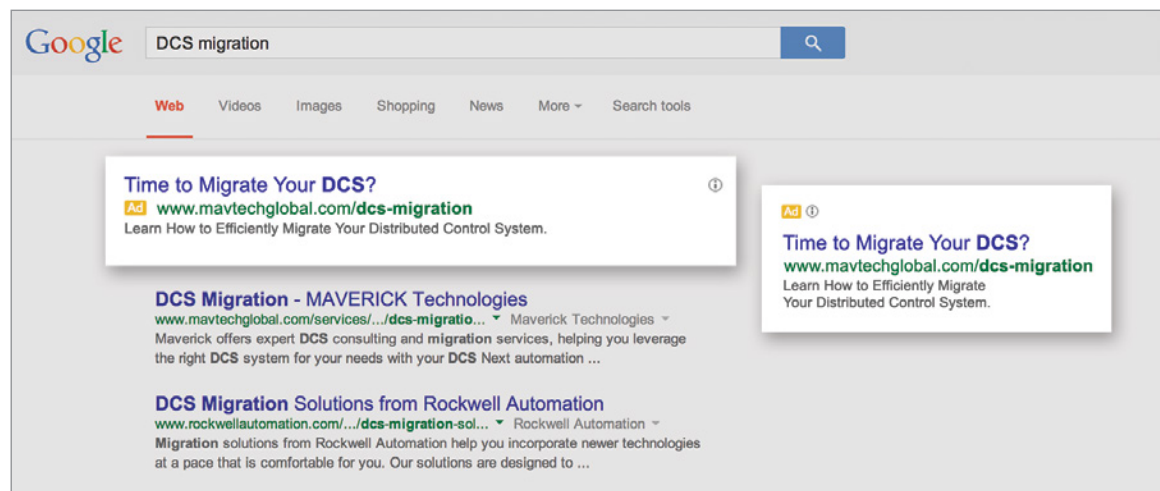 Google DCS migration
Web Videos Images Shopping News More Search tools
Time to Migrate Your DCS?
Ad www.mavtechglobal.com/dcs-migration
Learn How to Efficiently Migrate Your Distributed Control System.
Ad
Time to Migrate Your DCS?
www.mavtechglobal.com/dcs-migration
Learn How to Efficiently Migrate
Your Distributed Control System.
DCS Migration - MAVERICK Technologies
www.mavtechglobal.com/services/.../dcs-migratio... Maverick Technologies
Maverick offers expert DCS consulting and migration services, helping you leverage
the right DCS system for your needs with your DCS Next automation ...
DCS Migration Solutions from Rockwell Automation
www.rockwellautomation.com/.../dcs-migration-sol... Rockwell Automation
Migration solutions from Rockwell Automation help you incorporate newer technologies
at a pace that is comfortable for you. Our solutions are designed to ...